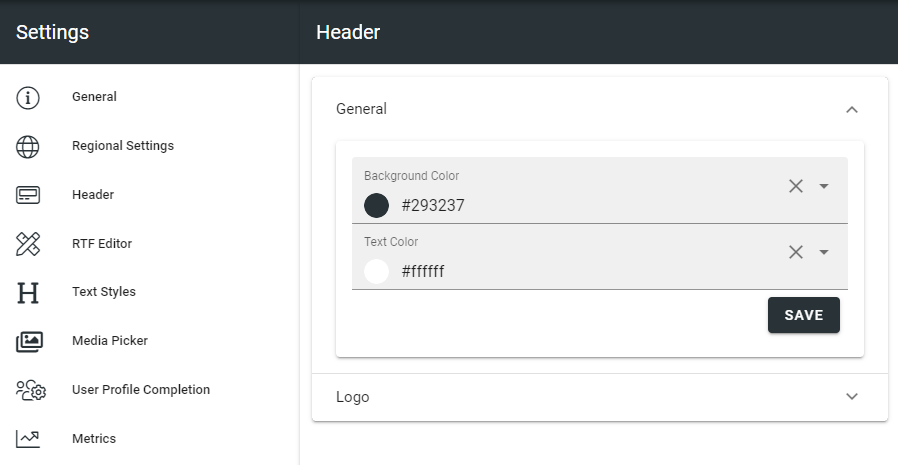 Settings
Header
General
Regional Settings
Header
RTF Editor
H
Text Styles
Media Picker
User Profile Completion
Metrics
General
Background Color
#293237
Text Color
#ffffff
SAVE
Logo